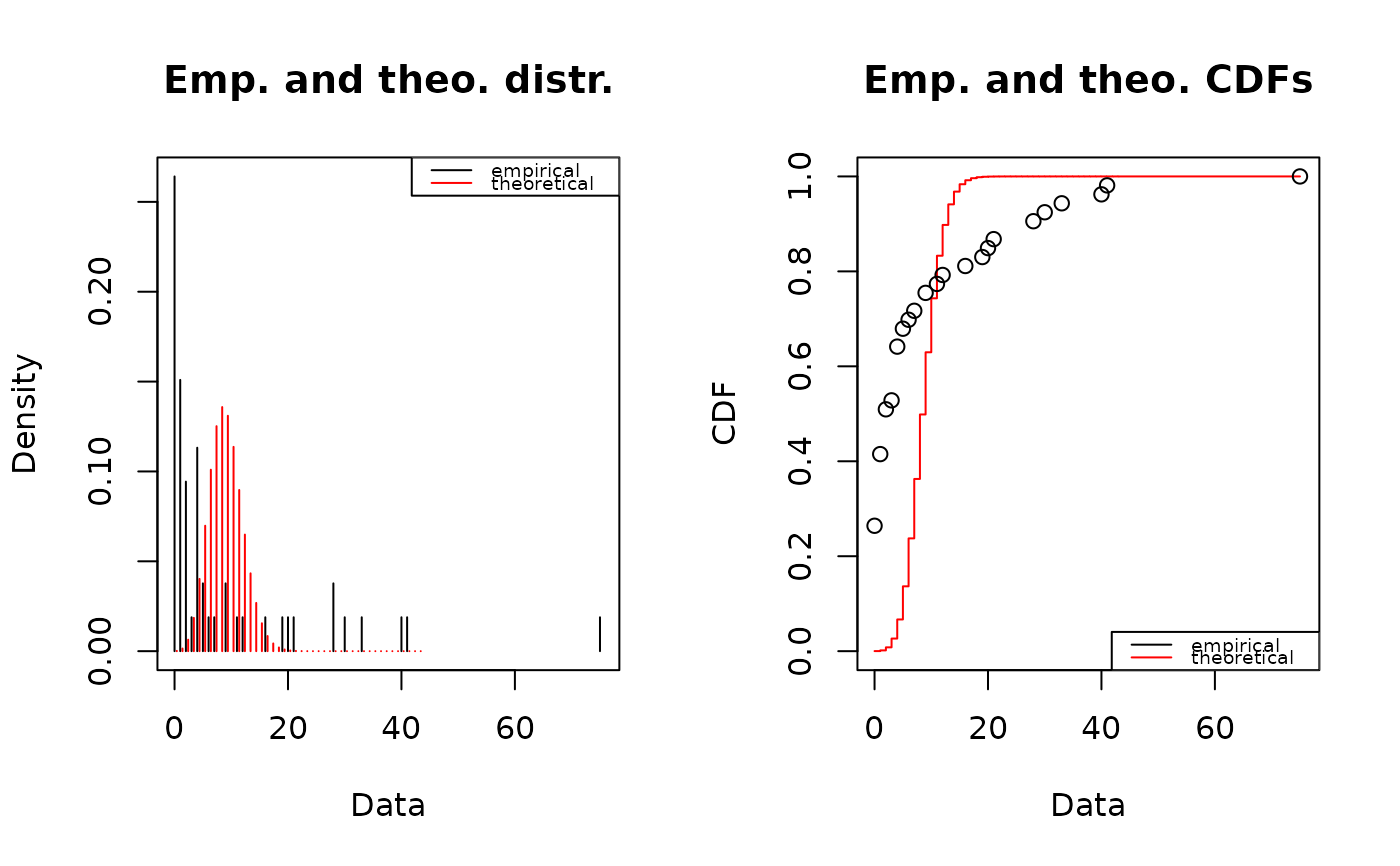 Emp. and theo. distr.
empirical
theoretical
Density
0.00
0.10
0.20
0
20
40
60
Data
Emp. and theo. CDFs
CDF
0.0
0.2
0.4
0.6
0.8
1.0
empirical
theoretical
0
20
40
60
Data